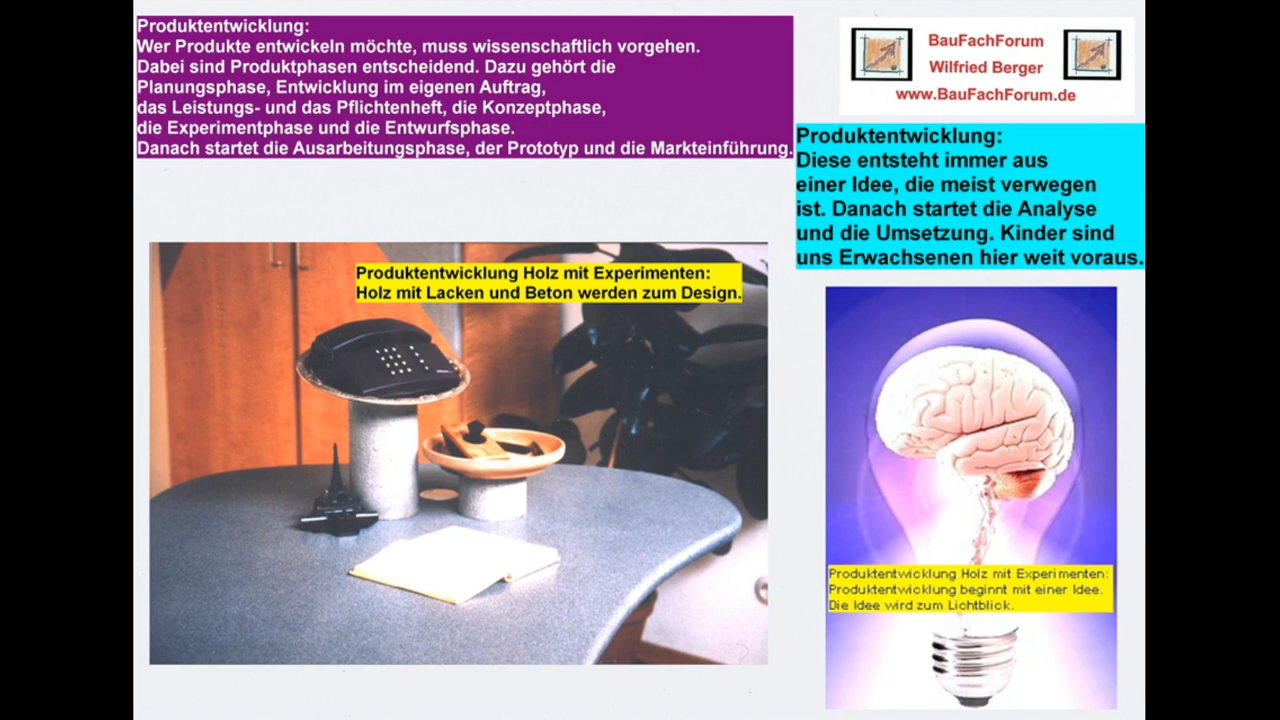 Produktentwicklung:
Wer Produkte entwickeln möchte, muss wissenschaftlich vorgehen.
Dabei sind Produktphasen entscheidend. Dazu gehört die
Planungsphase, Entwicklung im eigenen Auftrag,
das Leistungs- und das Pflichtenheft, die Konzeptphase,
die Experimentphase und die Entwurfsphase.
Danach startet die Ausarbeitungsphase, der Prototyp und die Markteinführung.
BauFachForum
Wilfried Berger
www.BauFachForum.de
Produktentwicklung:
Diese entsteht immer aus
einer Idee, die meist verwegen
ist. Danach startet die Analyse
und die Umsetzung. Kinder sind
uns Erwachsenen hier weit voraus.
Produktentwicklung Holz mit Experimenten:
Holz mit Lacken und Beton werden zum Design.
Produktentwicklung Holz mit Experimenten:
Produktentwicklung beginnt mit einer Idee.
Die Idee wird zum Lichtblick.